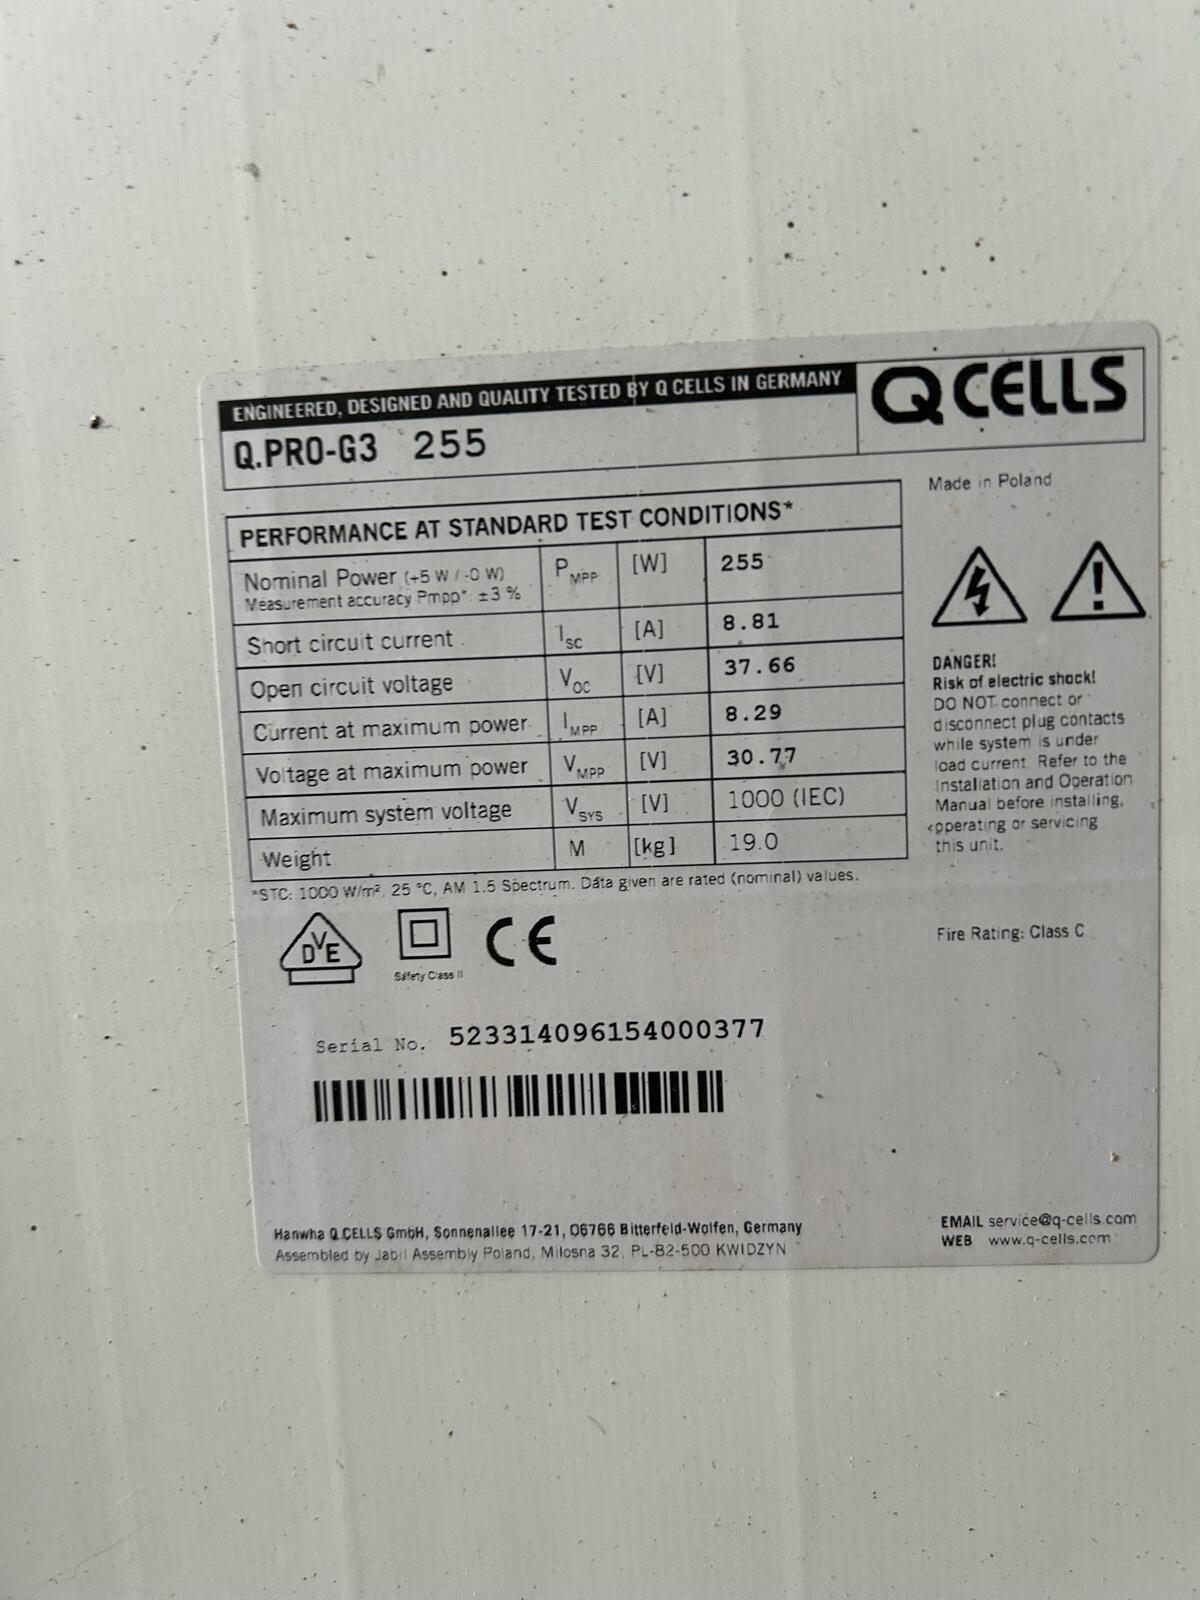 ENGINEERED, DESIGNED AND QUALITY TESTED BY Q CELLS IN GERMANY
Q CELLS
Q.PRO-G3 255
Made in Poland
PERFORMANCE AT STANDARD TEST CONDITIONS*
Nominal Power (+5 W / -0 W) PMPP [W] 255
Measurement accuracy Pmpp* ±3 %
Short circuit current ISC [A] 8.81
Open circuit voltage VOC [V] 37.66
Current at maximum power IMPP [A] 8.29
Voltage at maximum power VMPP [V] 30.77
Maximum system voltage VSYS [V] 1000 (IEC)
Weight M [kg] 19.0
*STC: 1000 W/m², 25 °C, AM 1.5 Spectrum. Data given are rated (nominal) values.
DANGER!
Risk of electric shock!
DO NOT connect or
disconnect plug contacts
while system is under
load current. Refer to the
Installation and Operation
Manual before installing,
operating or servicing
this unit.
Fire Rating: Class C
DVE
Safety Class II
CE
Serial No. 523314096154000377
Hanwha Q CELLS GmbH, Sonnenallee 17-21, 06766 Bitterfeld-Wolfen, Germany
Assembled by Jabil Assembly Poland, Milosna 32, PL-82-500 KWIDZYN
EMAIL service@q-cells.com
WEB www.q-cells.com